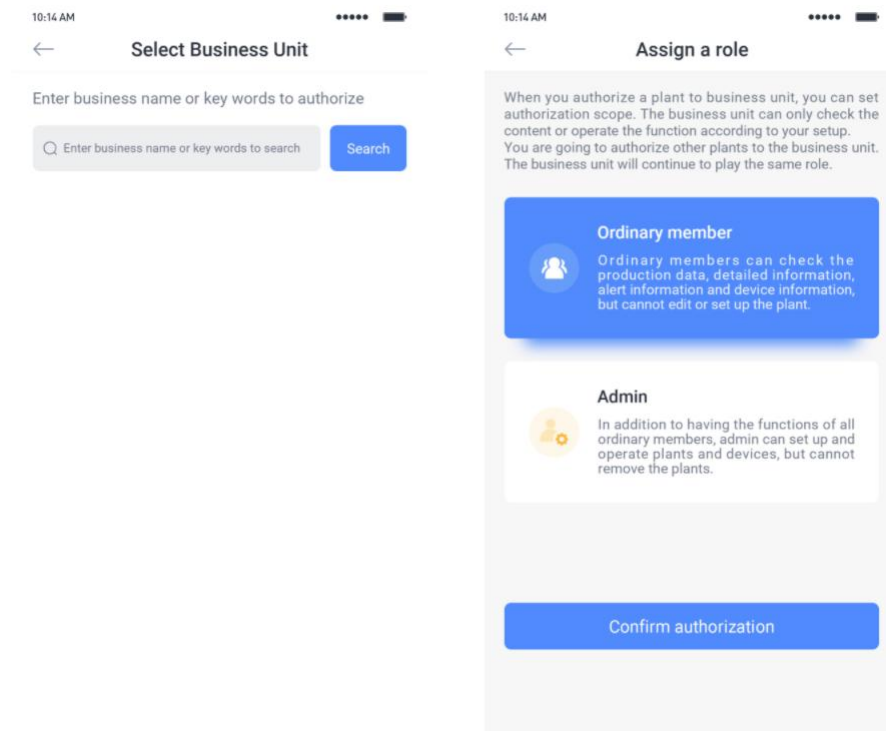 10:14 AM
Select Business Unit
Enter business name or key words to authorize
Enter business name or key words to search
Search
10:14 AM
Assign a role
When you authorize a plant to business unit, you can set
authorization scope. The business unit can only check the
content or operate the function according to your setup.
You are going to authorize other plants to the business unit.
The business unit will continue to play the same role.
Ordinary member
Ordinary members can check the
production data, detailed information,
alert information and device information,
but cannot edit or set up the plant.
Admin
In addition to having the functions of all
ordinary members, admin can set up and
operate plants and devices, but cannot
remove the plants.
Confirm authorization